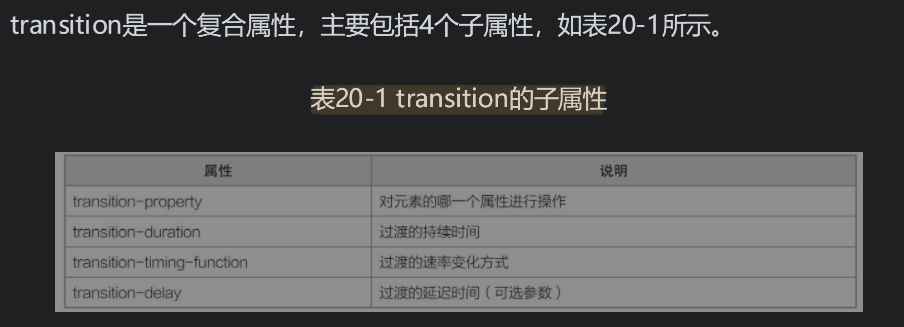 transition是一个复合属性，主要包括4个子属性，如表20-1所示。
表20-1 transition的子属性
属性 说明
transition-property 对元素的哪一个属性进行操作
transition-duration 过渡的持续时间
transition-timing-function 过渡的速率变化方式
transition-delay 过渡的延迟时间（可选参数）